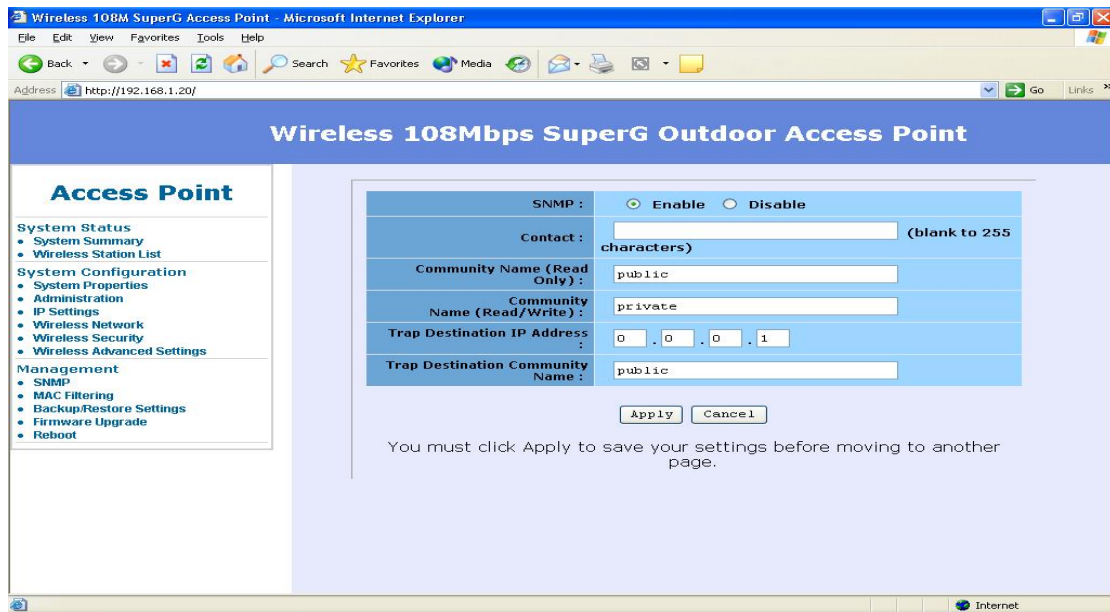 Wireless 108M SuperG Access Point - Microsoft Internet Explorer
File Edit View Favorites Tools Help
Back Search Favorites Media
Address http://192.168.1.20/ Go Links »
Wireless 108Mbps SuperG Outdoor Access Point
Access Point
System Status
System Summary
Wireless Station List
System Configuration
System Properties
Administration
IP Settings
Wireless Network
Wireless Security
Wireless Advanced Settings
Management
SNMP
MAC Filtering
Backup/Restore Settings
Firmware Upgrade
Reboot
SNMP : Enable Disable
Contact : (blank to 255
characters)
Community Name (Read
Only) : public
Community
Name (Read/Write) : private
Trap Destination IP Address
: 0 . 0 . 0 . 1
Trap Destination Community
Name : public
Apply Cancel
You must click Apply to save your settings before moving to another
page.
Internet